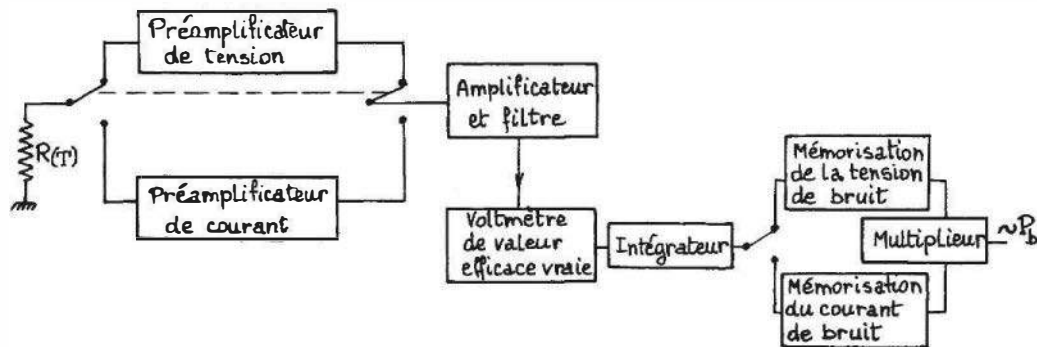 Préamplificateur
de tension
R(T)
Préamplificateur
de courant
Amplificateur
et filtre
Voltmètre
de valeur
efficace vraie
Intégrateur
Mémorisation
de la tension
de bruit
Multiplieur
~Pb
Mémorisation
du courant
de bruit